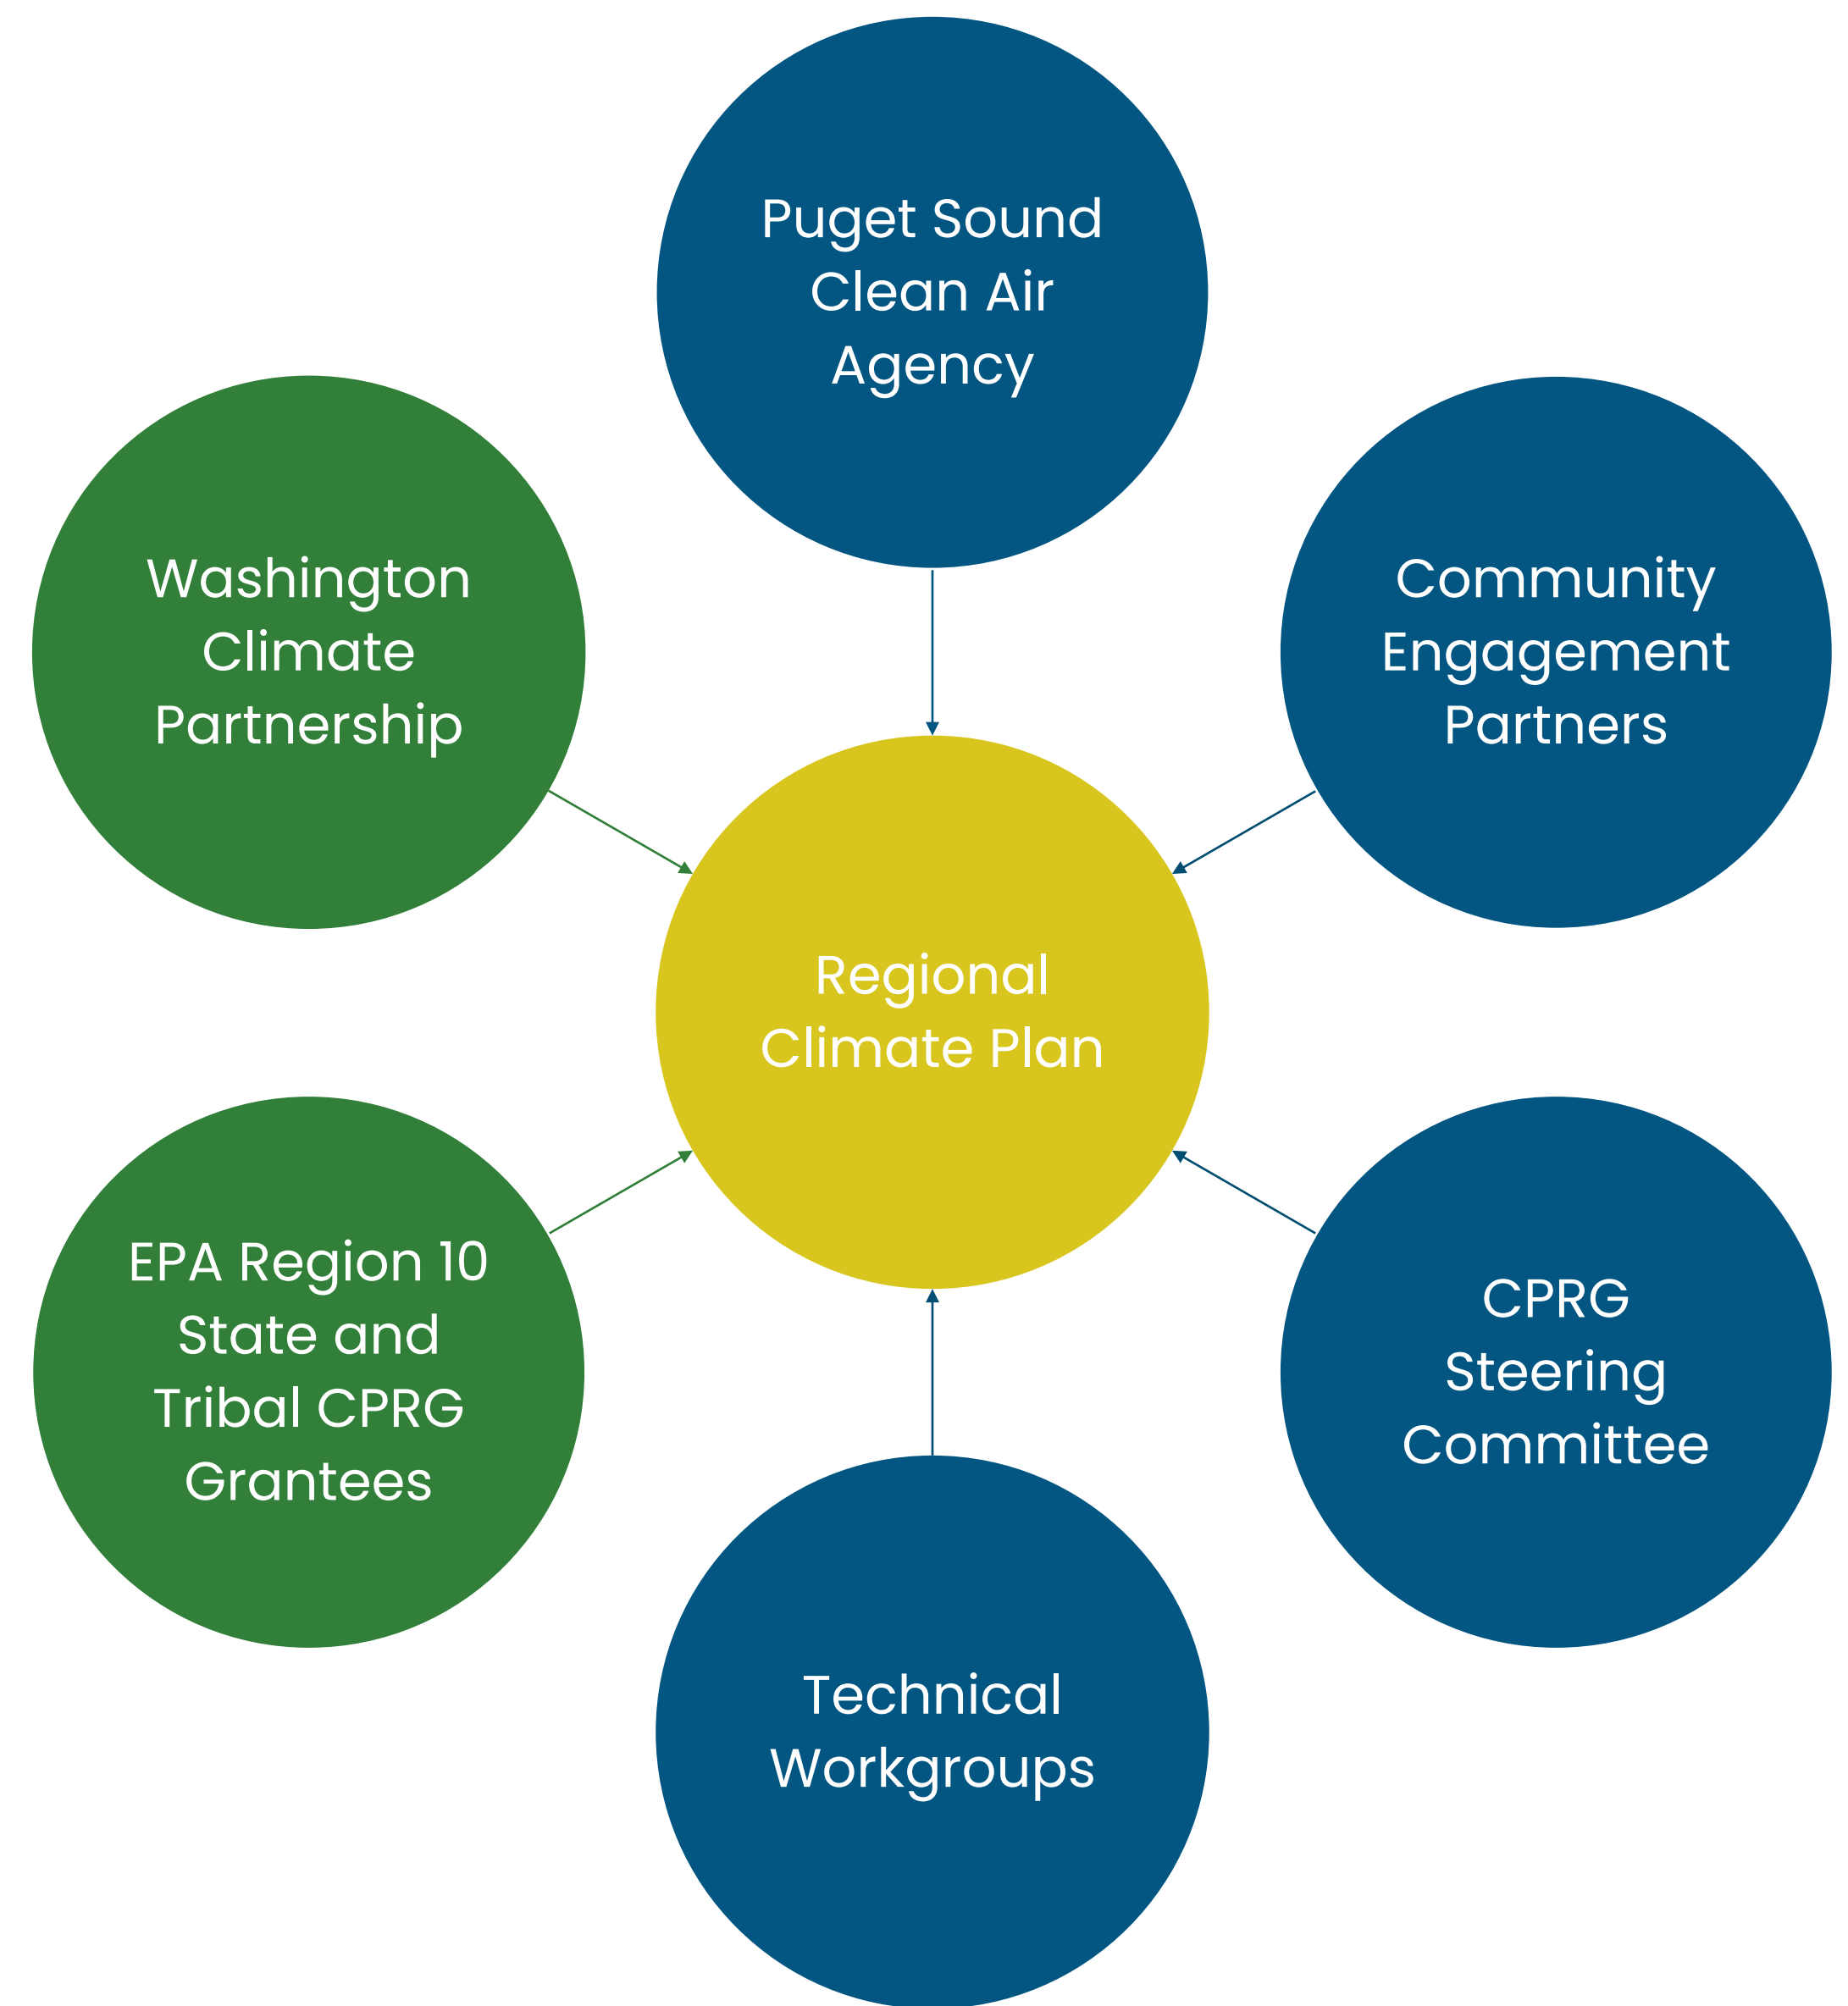 Puget Sound
Clean Air
Agency
Washington
Climate
Partnership
Community
Engagement
Partners
Regional
Climate Plan
EPA Region 10
State and
Tribal CPRG
Grantees
CPRG
Steering
Committee
Technical
Workgroups